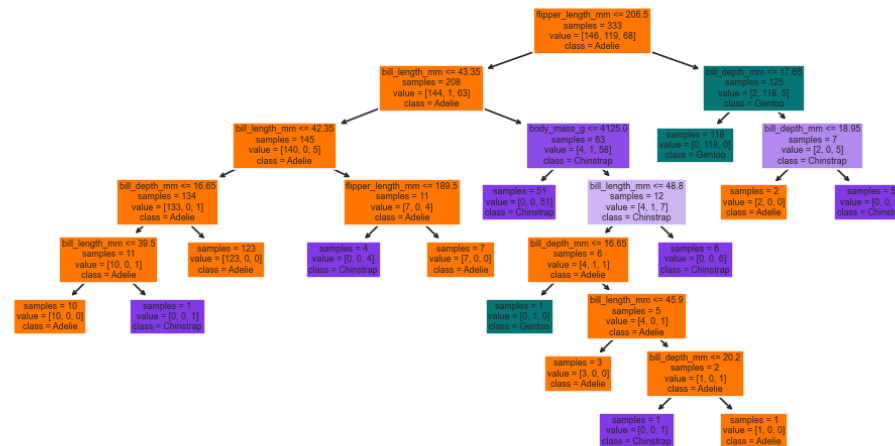 flipper_length_mm <= 206.5
samples = 333
value = [146, 119, 68]
class = Adelie
bill_length_mm <= 43.35
samples = 208
value = [144, 1, 63]
class = Adelie
bill_depth_mm <= 17.65
samples = 125
value = [2, 118, 5]
class = Gentoo
bill_length_mm <= 42.35
samples = 145
value = [140, 0, 5]
class = Adelie
body_mass_g <= 4125.0
samples = 63
value = [4, 1, 58]
class = Chinstrap
samples = 118
value = [0, 118, 0]
class = Gentoo
bill_depth_mm <= 18.95
samples = 7
value = [2, 0, 5]
class = Chinstrap
bill_depth_mm <= 16.65
samples = 134
value = [133, 0, 1]
class = Adelie
flipper_length_mm <= 189.5
samples = 11
value = [7, 0, 4]
class = Adelie
samples = 51
value = [0, 0, 51]
class = Chinstrap
bill_length_mm <= 48.8
samples = 12
value = [4, 1, 7]
class = Chinstrap
samples = 2
value = [2, 0, 0]
class = Adelie
samples = 5
value = [0, 0,
class = Chins
bill_length_mm <= 39.5
samples = 11
value = [10, 0, 1]
class = Adelie
samples = 123
value = [123, 0, 0]
class = Adelie
samples = 4
value = [0, 0, 4]
class = Chinstrap
samples = 7
value = [7, 0, 0]
class = Adelie
bill_depth_mm <= 16.65
samples = 6
value = [4, 1, 1]
class = Adelie
samples = 6
value = [0, 0, 6]
class = Chinstrap
samples = 10
value = [10, 0, 0]
class = Adelie
samples = 1
value = [0, 0, 1]
class = Chinstrap
samples = 1
value = [0, 1, 0]
class = Gentoo
bill_length_mm <= 45.9
samples = 5
value = [4, 0, 1]
class = Adelie
samples = 3
value = [3, 0, 0]
class = Adelie
bill_depth_mm <= 20.2
samples = 2
value = [1, 0, 1]
class = Adelie
samples = 1
value = [0, 0, 1]
class = Chinstrap
samples = 1
value = [1, 0, 0]
class = Adelie